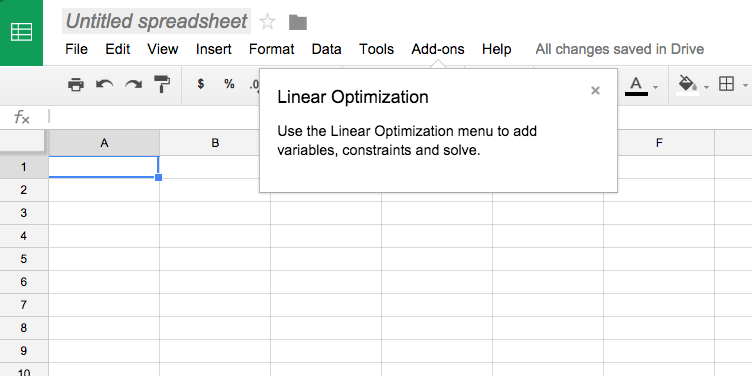 Untitled spreadsheet
File Edit View Insert Format Data Tools Add-ons Help All changes saved in Drive
$ % .0 A
Linear Optimization ×
Use the Linear Optimization menu to add
variables, constraints and solve.
fx
A B F
1
2
3
4
5
6
7
8
9
10